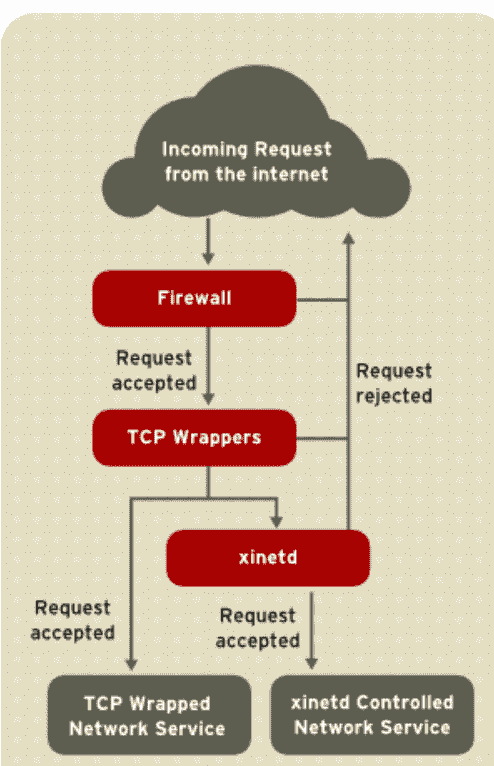 Incoming Request
from the internet
Firewall
Request
accepted
Request
rejected
TCP Wrappers
xinetd
Request
accepted
Request
accepted
TCP Wrapped
Network Service
xinetd Controlled
Network Service